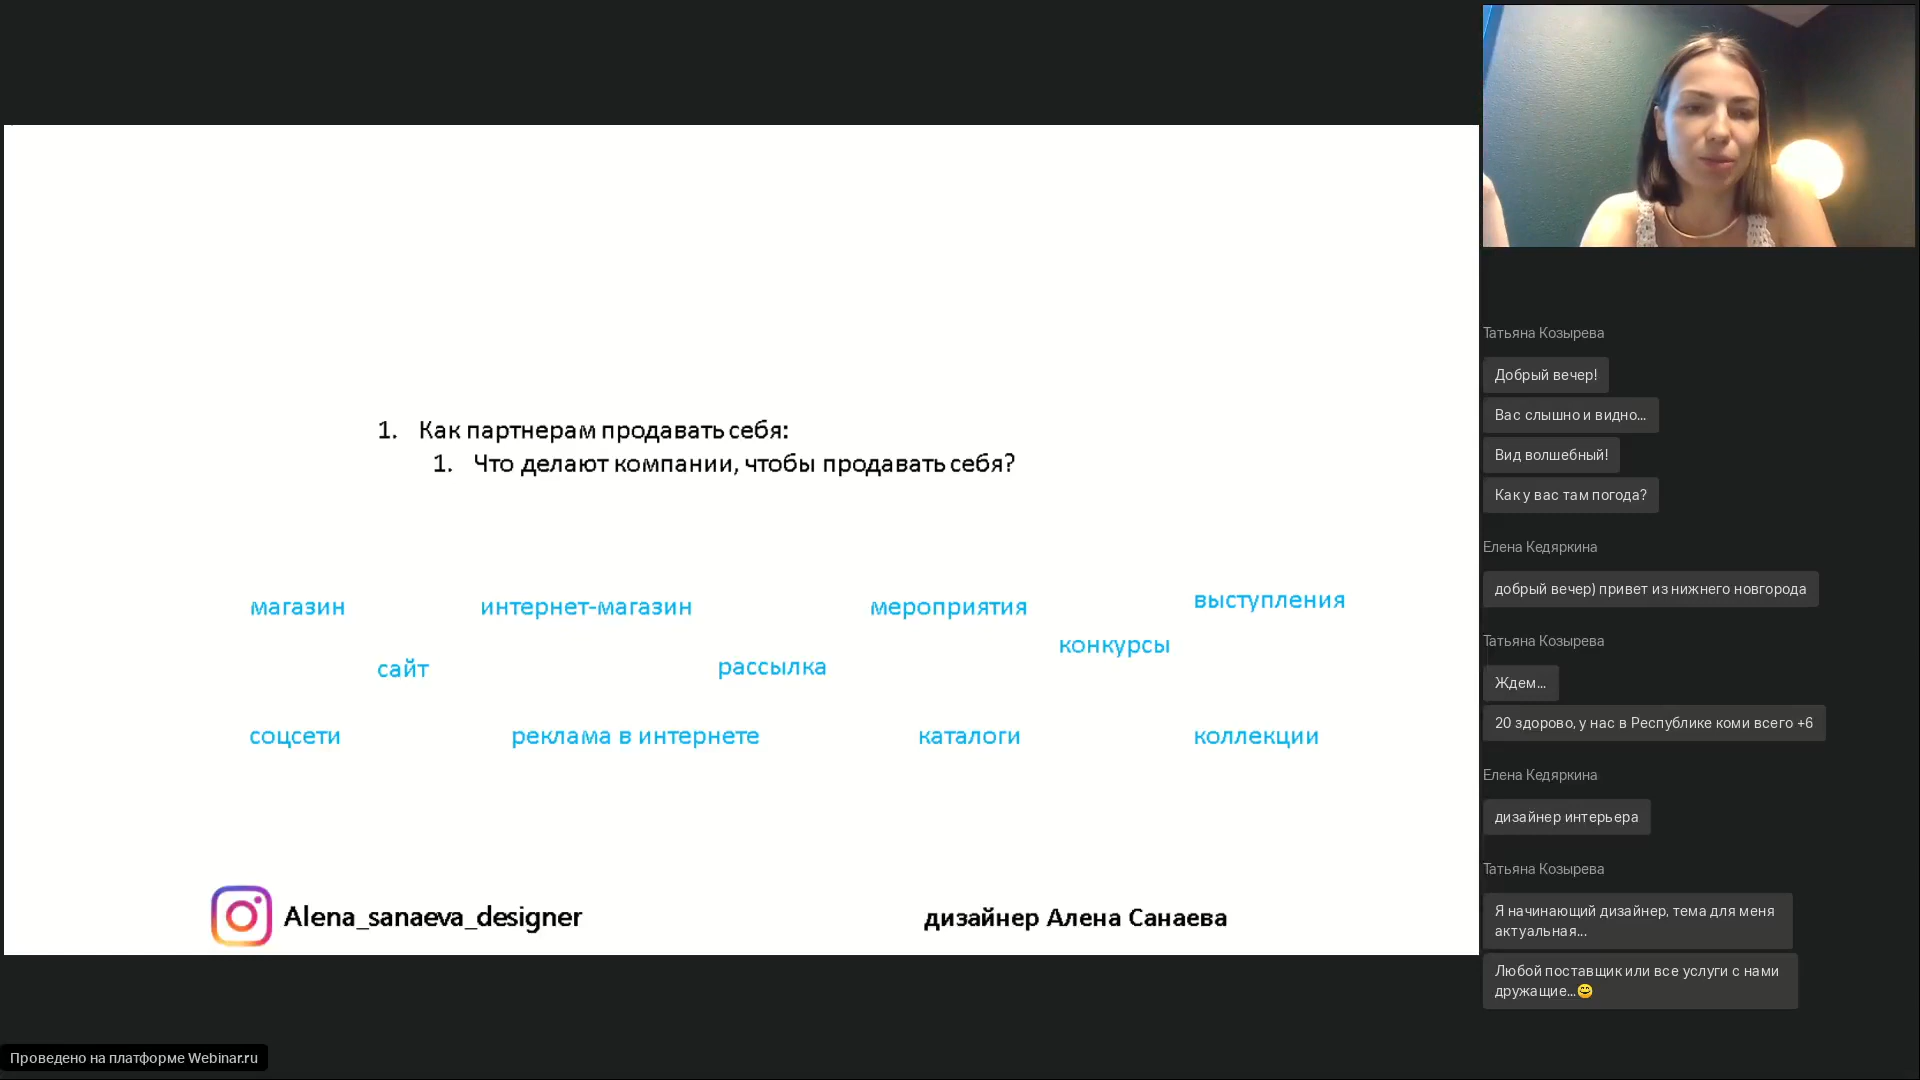 1. Как партнерам продавать себя:
1. Что делают компании, чтобы продавать себя?
магазин
интернет-магазин
мероприятия
выступления
конкурсы
сайт
рассылка
соцсети
реклама в интернете
каталоги
коллекции
Alena_sanaeva_designer
дизайнер Алена Санаева
Татьяна Козырева
Добрый вечер!
Вас слышно и видно...
Вид волшебный!
Как у вас там погода?
Елена Кедяркина
добрый вечер) привет из нижнего новгорода
Татьяна Козырева
Ждем...
20 здорово, у нас в Республике коми всего +6
Елена Кедяркина
дизайнер интерьера
Татьяна Козырева
Я начинающий дизайнер, тема для меня
актуальная...
Любой поставщик или все услуги с нами
дружащие...😄
Проведено на платформе Webinar.ru